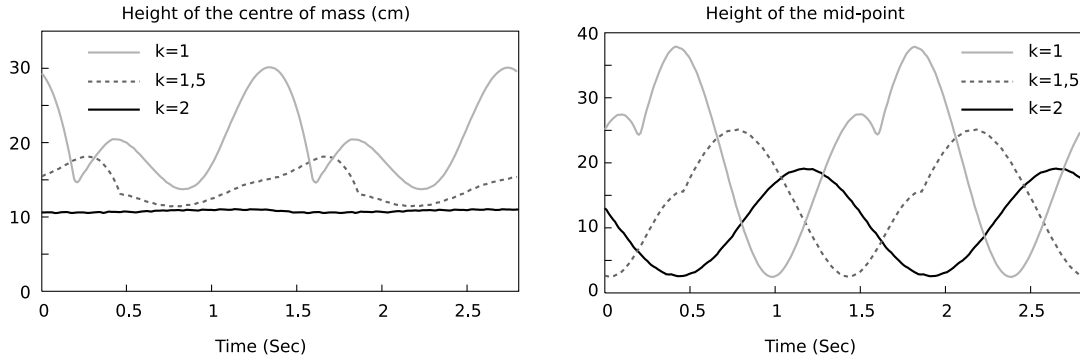 Height of the centre of mass (cm)
k=1
k=1,5
k=2
30
20
10
0
0 0.5 1 1.5 2 2.5
Time (Sec)
Height of the mid-point
k=1
k=1,5
k=2
40
30
20
10
0
0 0.5 1 1.5 2 2.5
Time (Sec)